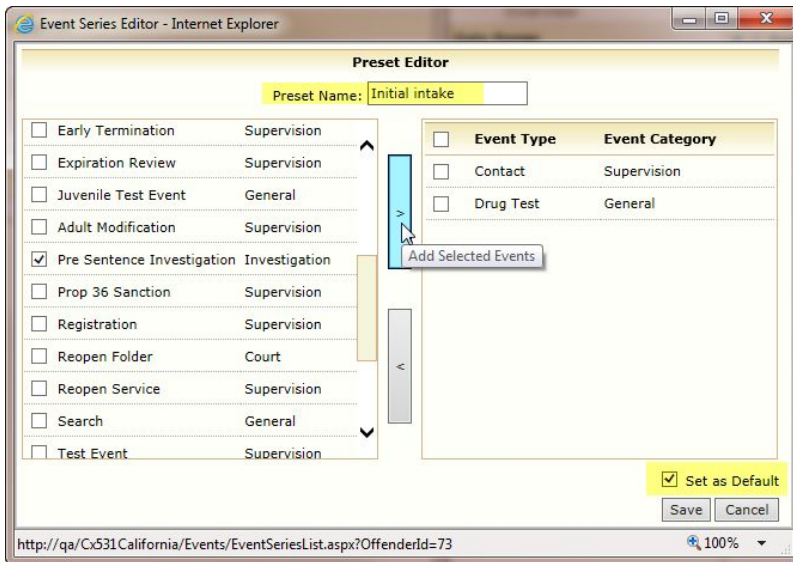 Event Series Editor - Internet Explorer
Preset Editor
Preset Name: Initial intake
Early Termination Supervision
Expiration Review Supervision
Juvenile Test Event General
Adult Modification Supervision
Pre Sentence Investigation Investigation
Prop 36 Sanction Supervision
Registration Supervision
Reopen Folder Court
Reopen Service Supervision
Search General
Test Event Supervision
>
Add Selected Events
<
Event Type Event Category
Contact Supervision
Drug Test General
Set as Default
Save Cancel
http://qa/Cx531California/Events/EventSeriesList.aspx?OffenderId=73 100%